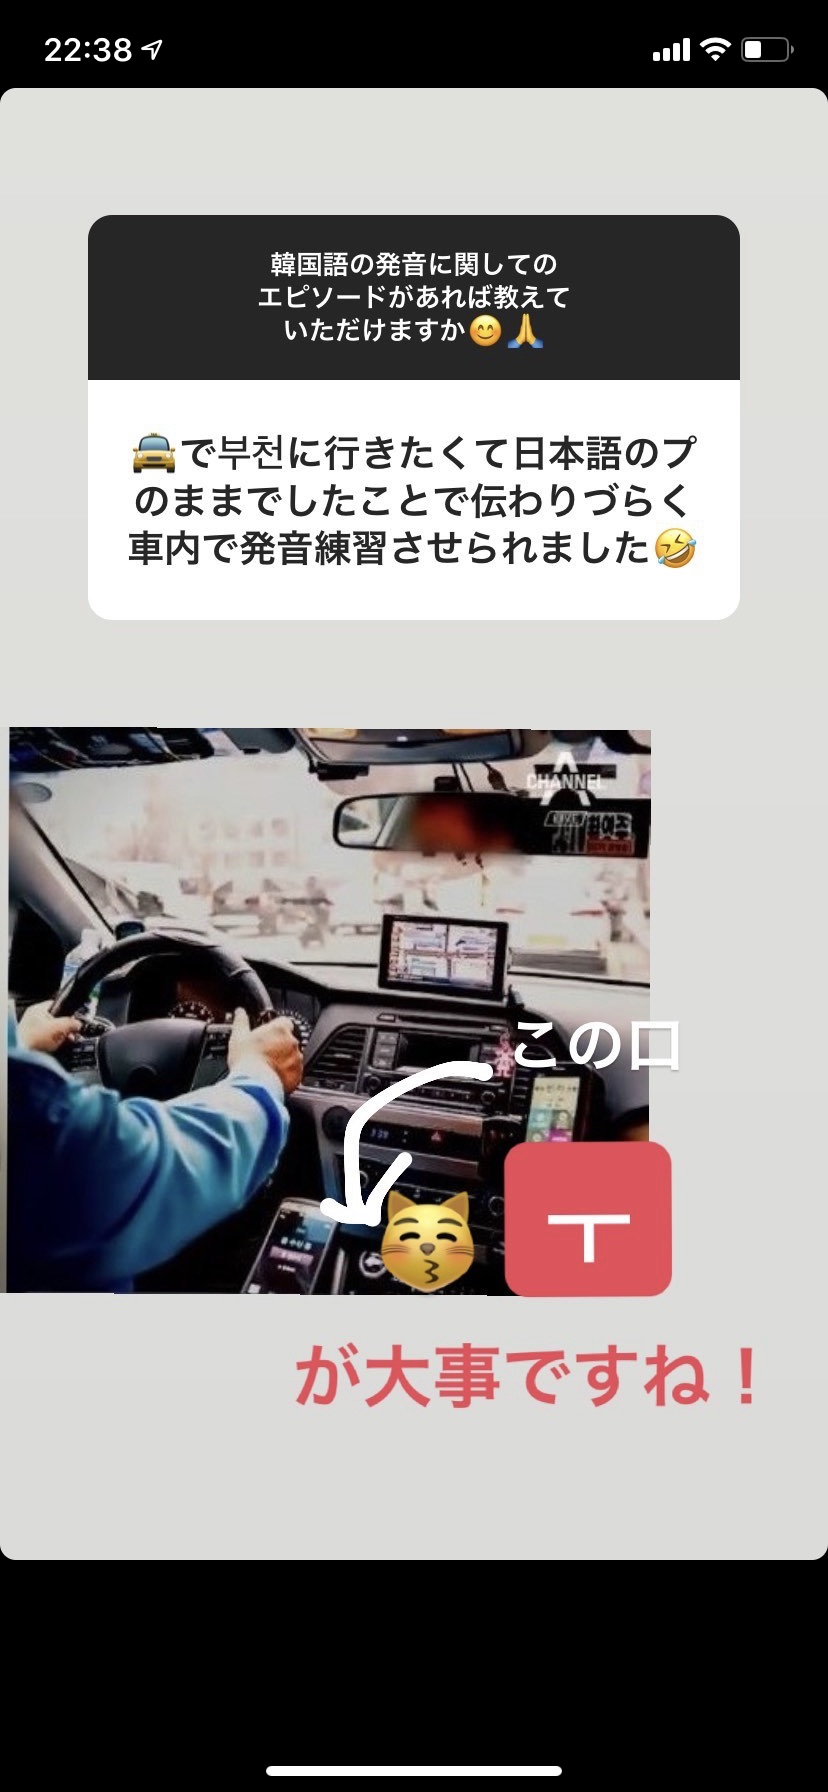 22:38
韓国語の発音に関しての
エピソードがあれば教えて
いただけますか😊🙏
🚖で부천に行きたくて日本語のプ
のままでしたことで伝わりづらく
車内で発音練習させられました🤣
CHANNEL A
この口
😽 ㅜ
が大事ですね！